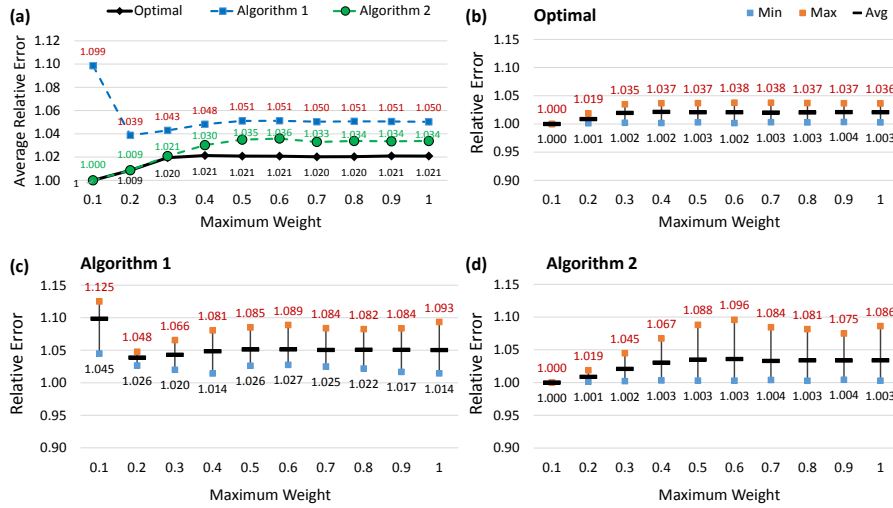 (a) Optimal Algorithm 1 Algorithm 2
Average Relative Error
1.12
1.10
1.08
1.06
1.04
1.02
1.00
1.099 1.039 1.043 1.048 1.051 1.051 1.050 1.051 1.051 1.050
1.000 1.009 1.021 1.030 1.035 1.036 1.033 1.034 1.034 1.034
1 1.009 1.020 1.021 1.021 1.021 1.020 1.020 1.021 1.021
0.1 0.2 0.3 0.4 0.5 0.6 0.7 0.8 0.9 1
Maximum Weight
(b) Optimal Min Max Avg
Relative Error
1.15
1.10
1.05
1.00
0.95
0.90
1.000 1.019 1.035 1.037 1.037 1.038 1.038 1.037 1.037 1.036
1.000 1.001 1.002 1.002 1.003 1.002 1.003 1.003 1.004 1.003
0.1 0.2 0.3 0.4 0.5 0.6 0.7 0.8 0.9 1
Maximum Weight
(c) Algorithm 1
Relative Error
1.15
1.10
1.05
1.00
0.95
0.90
1.125 1.048 1.066 1.081 1.085 1.089 1.084 1.082 1.084 1.093
1.045 1.026 1.020 1.014 1.026 1.027 1.025 1.022 1.017 1.014
0.1 0.2 0.3 0.4 0.5 0.6 0.7 0.8 0.9 1
Maximum Weight
(d) Algorithm 2
Relative Error
1.15
1.10
1.05
1.00
0.95
0.90
1.000 1.019 1.045 1.067 1.088 1.096 1.084 1.081 1.075 1.086
1.000 1.001 1.002 1.003 1.003 1.003 1.004 1.003 1.004 1.003
0.1 0.2 0.3 0.4 0.5 0.6 0.7 0.8 0.9 1
Maximum Weight